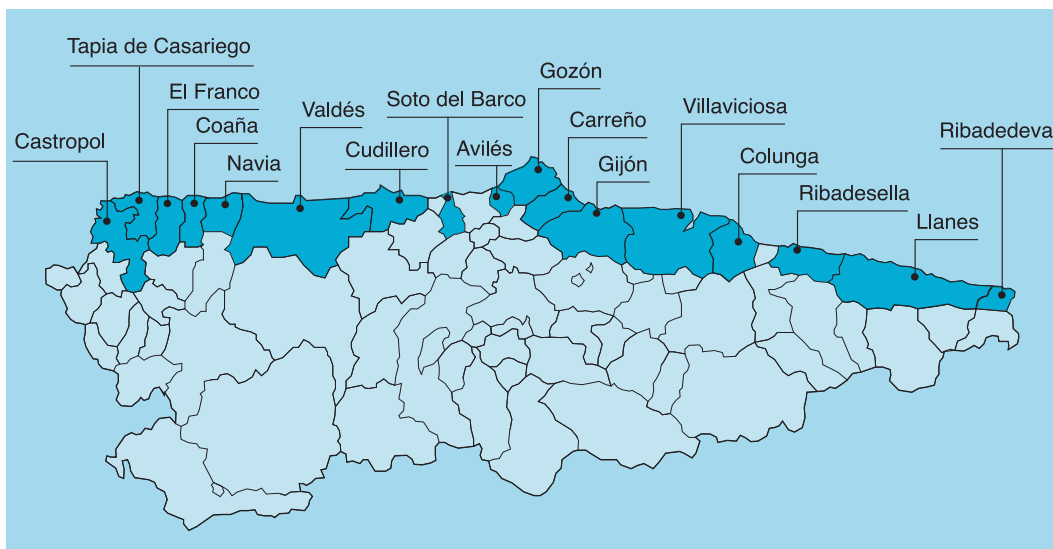 Tapia de Casariego
El Franco
Coaña
Castropol
Navia
Valdés
Cudillero
Soto del Barco
Avilés
Gozón
Carreño
Gijón
Villaviciosa
Colunga
Ribadesella
Ribadedeva
Llanes